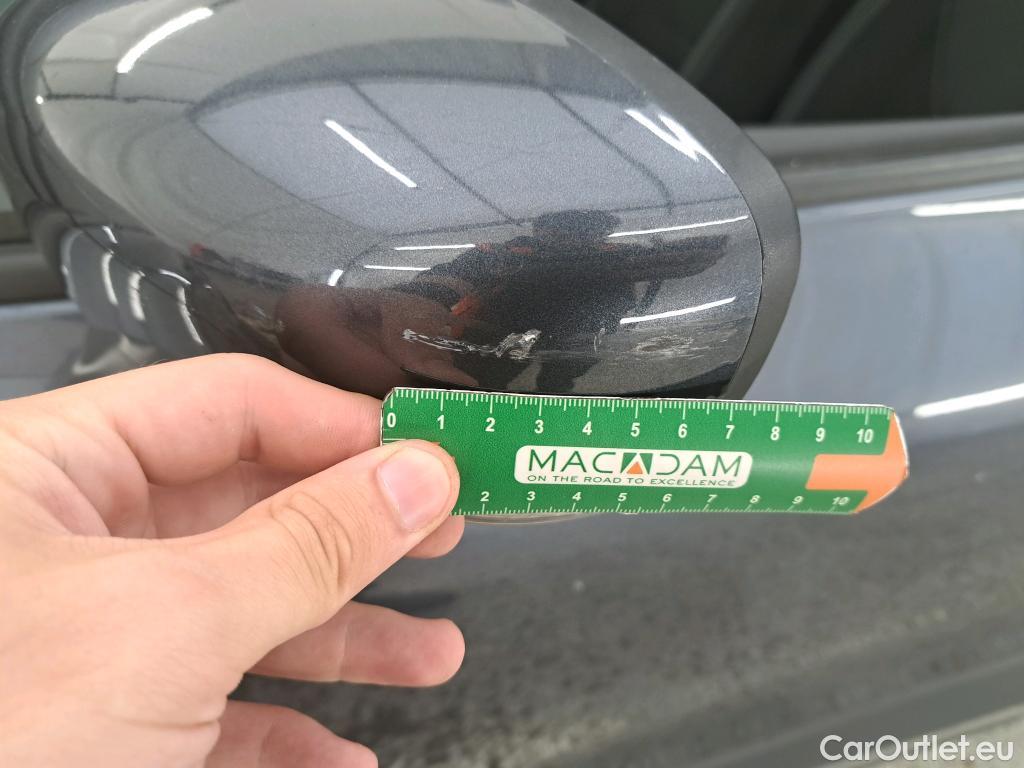 0 1 2 3 4 5 6 7 8 9 10
MACADAM
ON THE ROAD TO EXCELLENCE
2 3 4 5 6 7 8 9 10
CarOutlet.eu